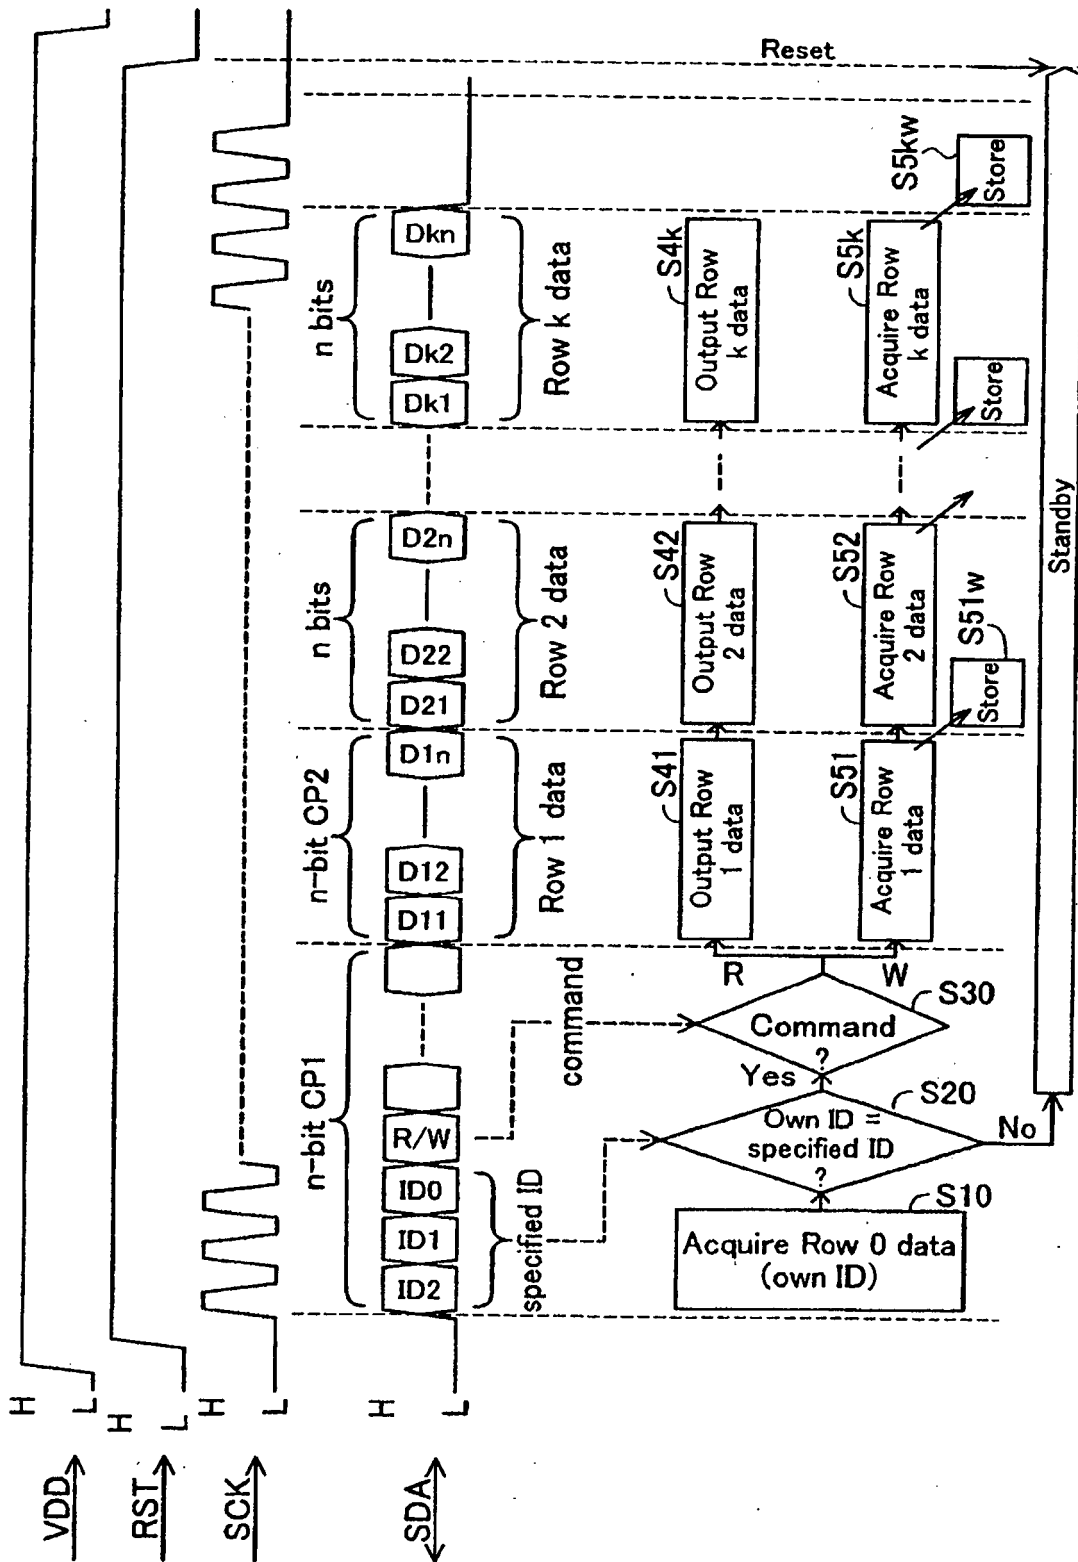 VDD
H
L
RST
H
L
SCK
H
L
SDA
H
L
n-bit CP1
n-bit CP2
n bits
n bits
ID2
ID1
ID0
R/W
D11
D12
D1n
D21
D22
D2n
Dk1
Dk2
Dkn
specified ID
command
Row 1 data
Row 2 data
Row k data
Reset
Acquire Row 0 data
(own ID)
S10
Own ID =
specified ID
?
S20
Yes
No
Command
?
S30
R
W
Output Row
1 data
S41
Output Row
2 data
S42
Output Row
k data
S4k
Acquire Row
1 data
S51
Acquire Row
2 data
S52
Acquire Row
k data
S5k
Store
S51w
Store
Store
S5kw
Standby